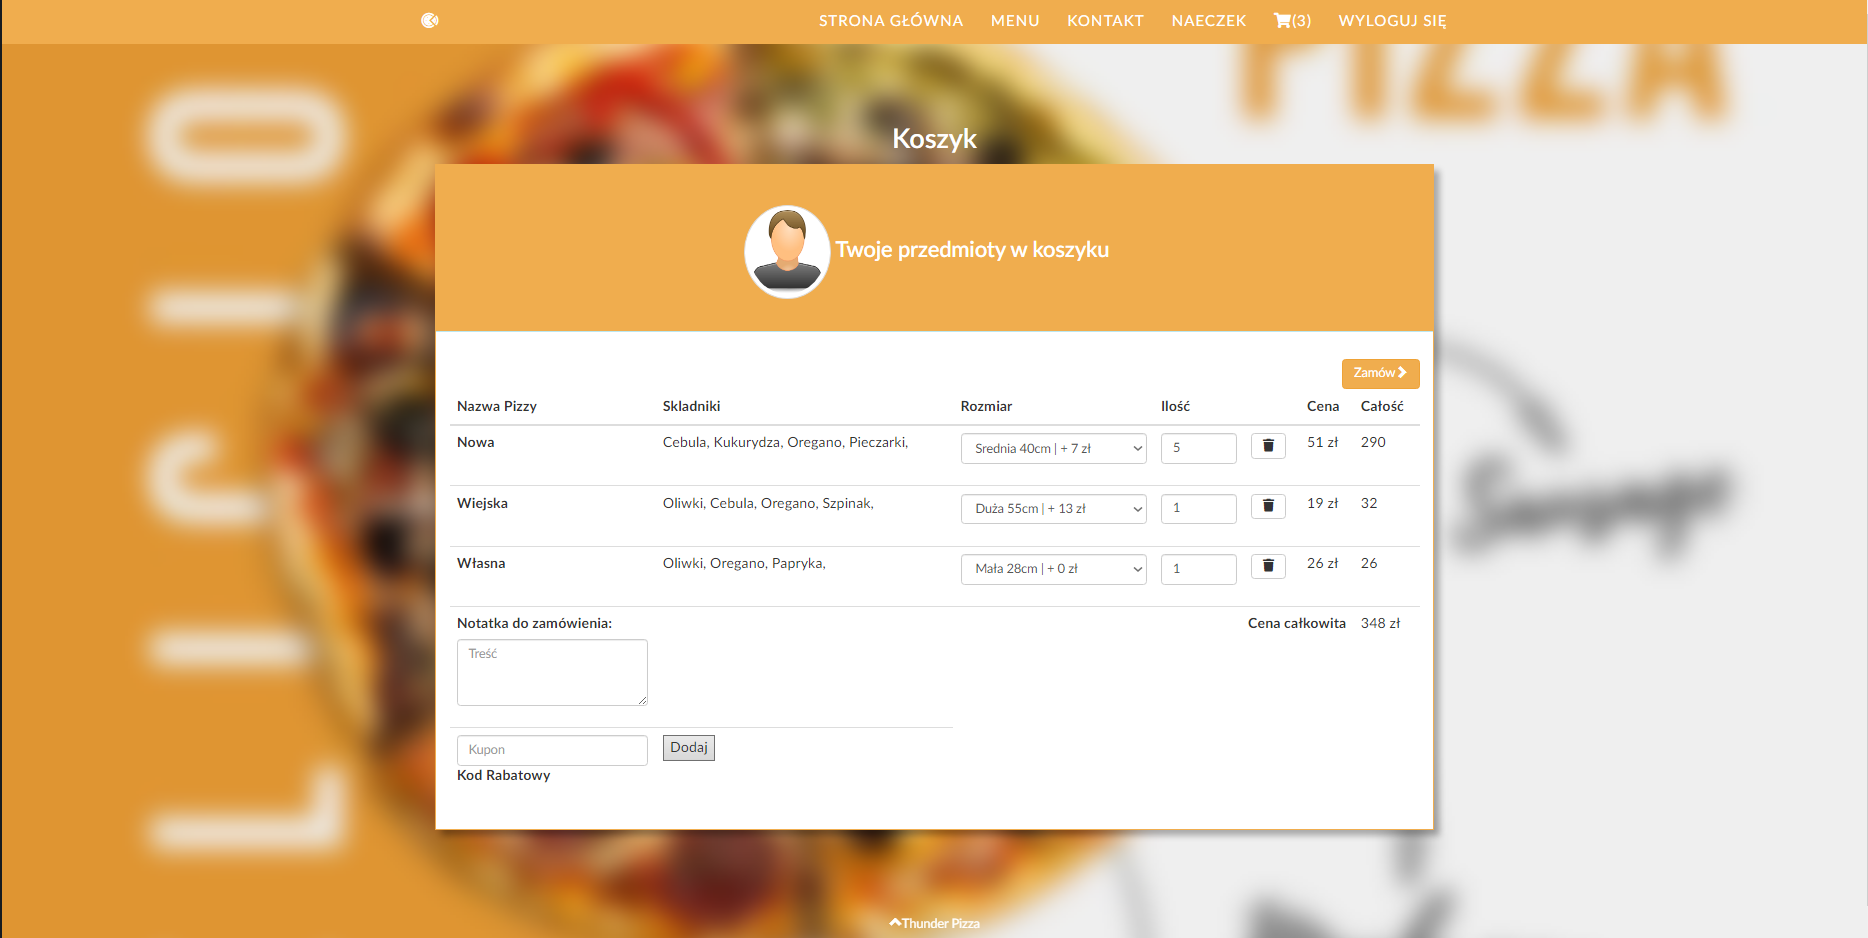 STRONA GŁÓWNA MENU KONTAKT NAECZEK (3) WYLOGUJ SIĘ
PIZZA
Koszyk
Twoje przedmioty w koszyku
Zamów
Nazwa Pizzy Skladniki Rozmiar Ilość Cena Całość
Nowa Cebula, Kukurydza, Oregano, Pieczarki, Srednia 40cm | + 7 zł 5 51 zł 290
Wiejska Oliwki, Cebula, Oregano, Szpinak, Duża 55cm | + 13 zł 1 19 zł 32
Własna Oliwki, Oregano, Papryka, Mała 28cm | + 0 zł 1 26 zł 26
Notatka do zamówienia: Cena całkowita 348 zł
Treść
Kupon Dodaj
Kod Rabatowy
Thunder Pizza